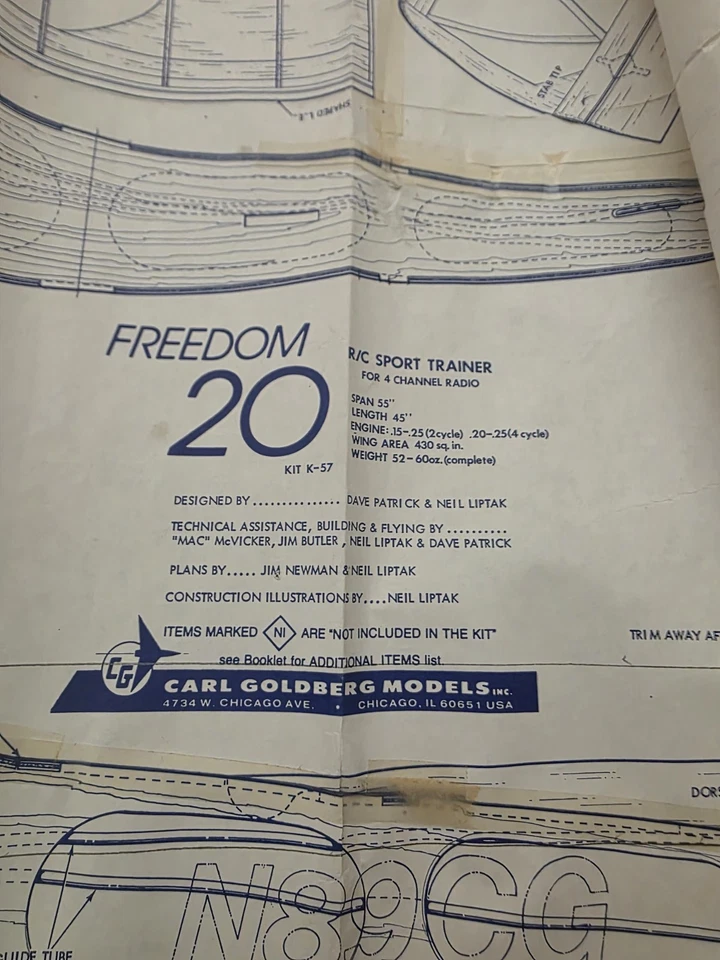 STAB TIP
SHAPED L.E.
FREEDOM
20
KIT K-57
R/C SPORT TRAINER
FOR 4 CHANNEL RADIO
SPAN 55''
LENGTH 45''
ENGINE: .15-.25 (2cycle) .20-.25(4 cycle)
WING AREA 430 sq. in.
WEIGHT 52-60oz.(complete)
DESIGNED BY............... DAVE PATRICK & NEIL LIPTAK
TECHNICAL ASSISTANCE, BUILDING & FLYING BY ..........
"MAC" McVICKER, JIM BUTLER , NEIL LIPTAK & DAVE PATRICK
PLANS BY..... JIM NEWMAN & NEIL LIPTAK
CONSTRUCTION ILLUSTRATIONS BY....NEIL LIPTAK
ITEMS MARKED NI ARE "NOT INCLUDED IN THE KIT"
see Booklet for ADDITIONAL ITEMS list.
TRIM AWAY AF
CG
CARL GOLDBERG MODELS INC.
4734 W. CHICAGO AVE. • CHICAGO, IL 60651 USA
DORS
N89CG
GUIDE TUBE